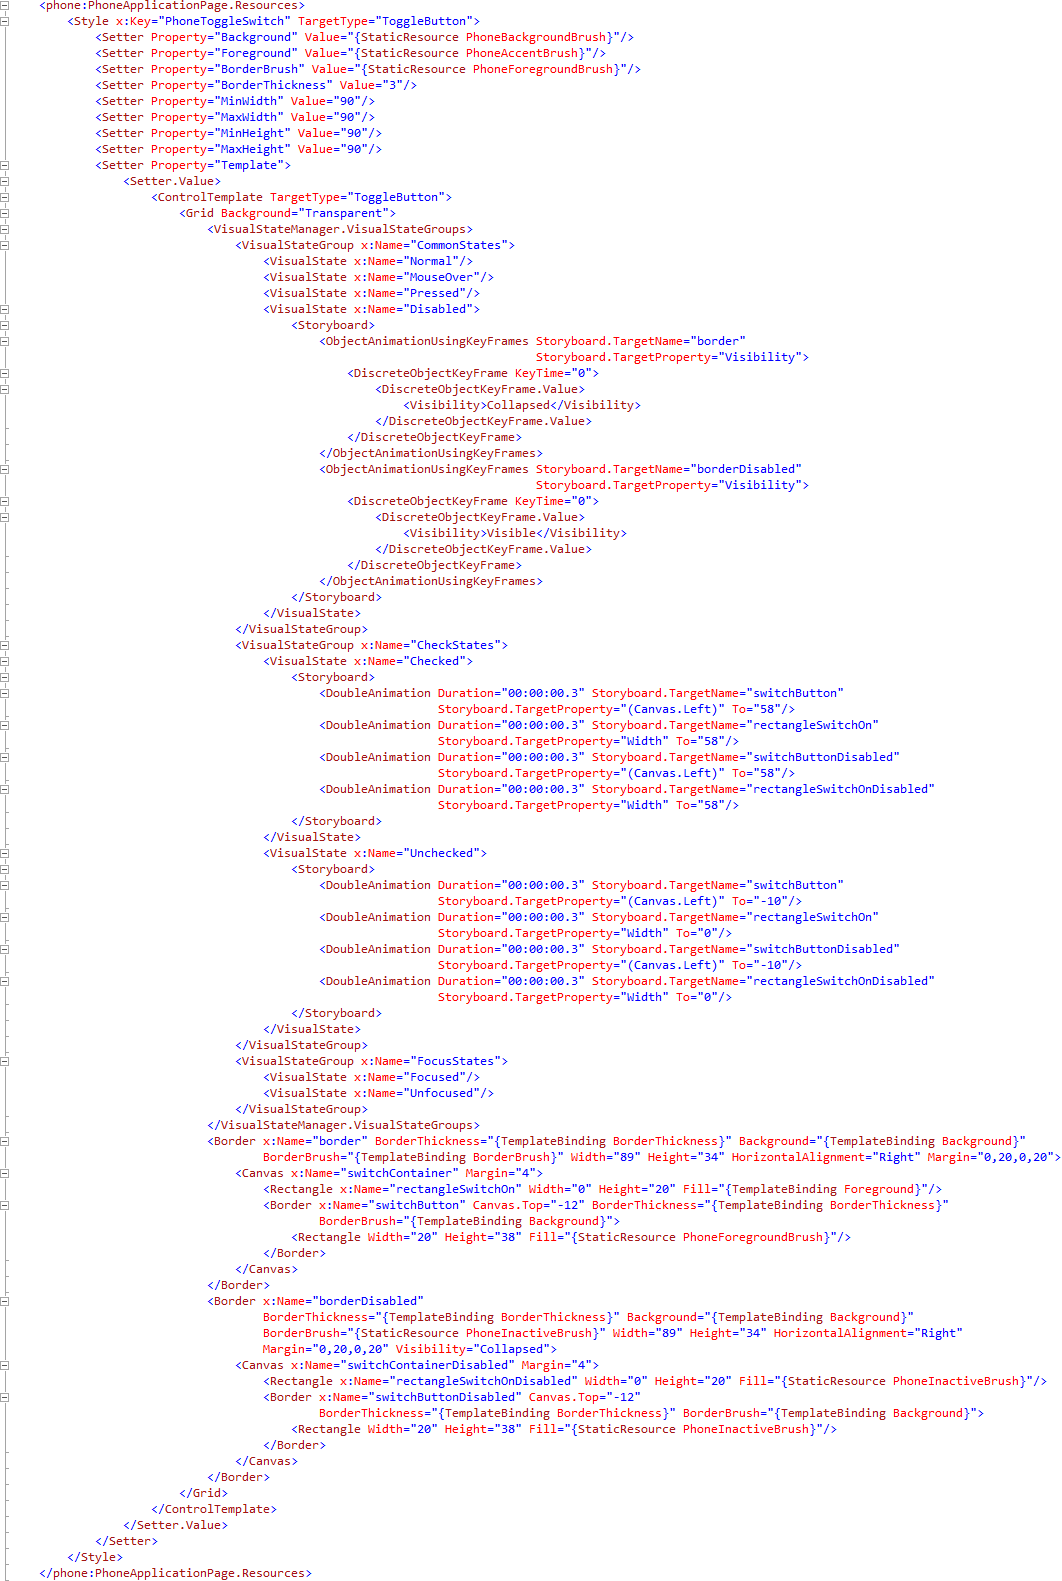 <phone:PhoneApplicationPage.Resources>
<Style x:Key="PhoneToggleSwitch" TargetType="ToggleButton">
<Setter Property="Background" Value="{StaticResource PhoneBackgroundBrush}"/>
<Setter Property="Foreground" Value="{StaticResource PhoneAccentBrush}"/>
<Setter Property="BorderBrush" Value="{StaticResource PhoneForegroundBrush}"/>
<Setter Property="BorderThickness" Value="3"/>
<Setter Property="MinWidth" Value="90"/>
<Setter Property="MaxWidth" Value="90"/>
<Setter Property="MinHeight" Value="90"/>
<Setter Property="MaxHeight" Value="90"/>
<Setter Property="Template">
<Setter.Value>
<ControlTemplate TargetType="ToggleButton">
<Grid Background="Transparent">
<VisualStateManager.VisualStateGroups>
<VisualStateGroup x:Name="CommonStates">
<VisualState x:Name="Normal"/>
<VisualState x:Name="MouseOver"/>
<VisualState x:Name="Pressed"/>
<VisualState x:Name="Disabled">
<Storyboard>
<ObjectAnimationUsingKeyFrames Storyboard.TargetName="border"
Storyboard.TargetProperty="Visibility">
<DiscreteObjectKeyFrame KeyTime="0">
<DiscreteObjectKeyFrame.Value>
<Visibility>Collapsed</Visibility>
</DiscreteObjectKeyFrame.Value>
</DiscreteObjectKeyFrame>
</ObjectAnimationUsingKeyFrames>
<ObjectAnimationUsingKeyFrames Storyboard.TargetName="borderDisabled"
Storyboard.TargetProperty="Visibility">
<DiscreteObjectKeyFrame KeyTime="0">
<DiscreteObjectKeyFrame.Value>
<Visibility>Visible</Visibility>
</DiscreteObjectKeyFrame.Value>
</DiscreteObjectKeyFrame>
</ObjectAnimationUsingKeyFrames>
</Storyboard>
</VisualState>
</VisualStateGroup>
<VisualStateGroup x:Name="CheckStates">
<VisualState x:Name="Checked">
<Storyboard>
<DoubleAnimation Duration="00:00:00.3" Storyboard.TargetName="switchButton"
Storyboard.TargetProperty="(Canvas.Left)" To="58"/>
<DoubleAnimation Duration="00:00:00.3" Storyboard.TargetName="rectangleSwitchOn"
Storyboard.TargetProperty="Width" To="58"/>
<DoubleAnimation Duration="00:00:00.3" Storyboard.TargetName="switchButtonDisabled"
Storyboard.TargetProperty="(Canvas.Left)" To="58"/>
<DoubleAnimation Duration="00:00:00.3" Storyboard.TargetName="rectangleSwitchOnDisabled"
Storyboard.TargetProperty="Width" To="58"/>
</Storyboard>
</VisualState>
<VisualState x:Name="Unchecked">
<Storyboard>
<DoubleAnimation Duration="00:00:00.3" Storyboard.TargetName="switchButton"
Storyboard.TargetProperty="(Canvas.Left)" To="-10"/>
<DoubleAnimation Duration="00:00:00.3" Storyboard.TargetName="rectangleSwitchOn"
Storyboard.TargetProperty="Width" To="0"/>
<DoubleAnimation Duration="00:00:00.3" Storyboard.TargetName="switchButtonDisabled"
Storyboard.TargetProperty="(Canvas.Left)" To="-10"/>
<DoubleAnimation Duration="00:00:00.3" Storyboard.TargetName="rectangleSwitchOnDisabled"
Storyboard.TargetProperty="Width" To="0"/>
</Storyboard>
</VisualState>
</VisualStateGroup>
<VisualStateGroup x:Name="FocusStates">
<VisualState x:Name="Focused"/>
<VisualState x:Name="Unfocused"/>
</VisualStateGroup>
</VisualStateManager.VisualStateGroups>
<Border x:Name="border" BorderThickness="{TemplateBinding BorderThickness}" Background="{TemplateBinding Background}"
BorderBrush="{TemplateBinding BorderBrush}" Width="89" Height="34" HorizontalAlignment="Right" Margin="0,20,0,20">
<Canvas x:Name="switchContainer" Margin="4">
<Rectangle x:Name="rectangleSwitchOn" Width="0" Height="20" Fill="{TemplateBinding Foreground}"/>
<Border x:Name="switchButton" Canvas.Top="-12" BorderThickness="{TemplateBinding BorderThickness}"
BorderBrush="{TemplateBinding Background}">
<Rectangle Width="20" Height="38" Fill="{StaticResource PhoneForegroundBrush}"/>
</Border>
</Canvas>
</Border>
<Border x:Name="borderDisabled"
BorderThickness="{TemplateBinding BorderThickness}" Background="{TemplateBinding Background}"
BorderBrush="{StaticResource PhoneInactiveBrush}" Width="89" Height="34" HorizontalAlignment="Right"
Margin="0,20,0,20" Visibility="Collapsed">
<Canvas x:Name="switchContainerDisabled" Margin="4">
<Rectangle x:Name="rectangleSwitchOnDisabled" Width="0" Height="20" Fill="{StaticResource PhoneInactiveBrush}"/>
<Border x:Name="switchButtonDisabled" Canvas.Top="-12"
BorderThickness="{TemplateBinding BorderThickness}" BorderBrush="{TemplateBinding Background}">
<Rectangle Width="20" Height="38" Fill="{StaticResource PhoneInactiveBrush}"/>
</Border>
</Canvas>
</Border>
</Grid>
</ControlTemplate>
</Setter.Value>
</Setter>
</Style>
</phone:PhoneApplicationPage.Resources>